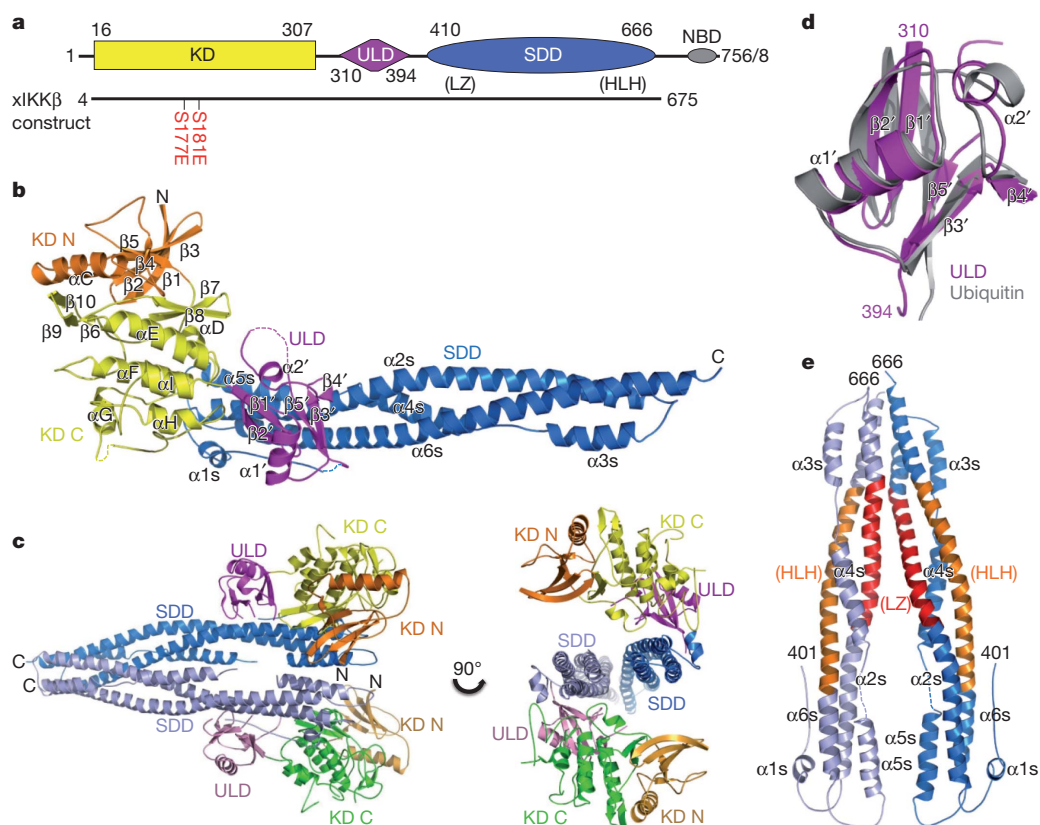 a
16 307 410 666 NBD
1 KD ULD SDD 756/8
310 394 (LZ) (HLH)
xIKKβ 4 675
construct
S177E
S181E
b
N
KD N
β5
β3
β4
αC
β2
β1
β10
β7
β8
β9
β6
αE
αD
ULD
SDD
C
αF
αI
α5s
α2′
α2s
β4′
β1′
β5′
β3′
α4s
αG
αH
β2′
KD C
α1s
α1′
α6s
α3s
c
ULD
KD C
SDD
KD N
C
C
N
N
SDD
KD N
ULD
KD C
90°
KD N
KD C
ULD
SDD
SDD
ULD
KD C
KD N
d
310
β2′
β1′
α2′
α1′
β5′
β4′
β3′
ULD
Ubiquitin
394
e
666
666
α3s
α3s
(HLH)
α4s
α4s
(HLH)
(LZ)
401
401
α2s
α2s
α6s
α6s
α5s
α5s
α1s
α1s